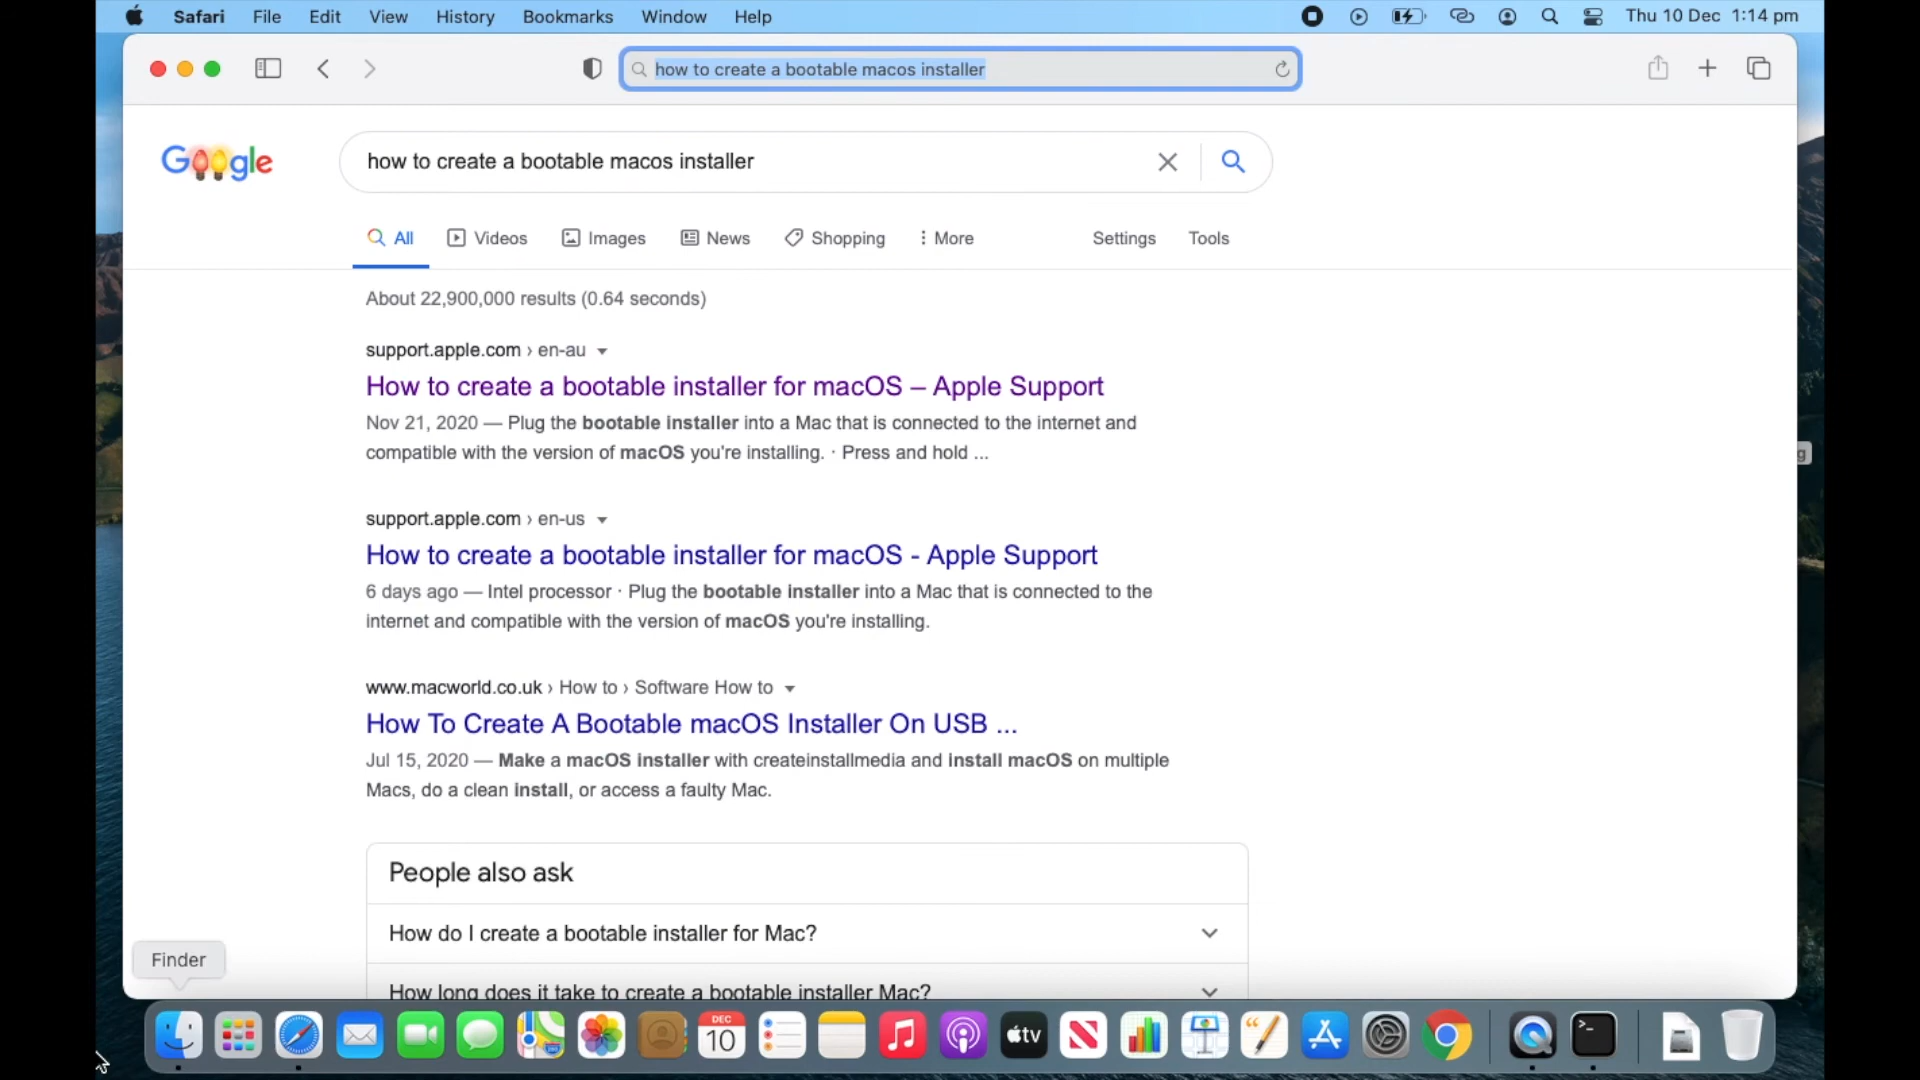 Safari File Edit View History Bookmarks Window Help Thu 10 Dec 1:14 pm
how to create a bootable macos installer
Google
how to create a bootable macos installer
All Videos Images News Shopping More Settings Tools
About 22,900,000 results (0.64 seconds)
support.apple.com › en-au
How to create a bootable installer for macOS – Apple Support
Nov 21, 2020 — Plug the bootable installer into a Mac that is connected to the internet and
compatible with the version of macOS you're installing. · Press and hold ...
support.apple.com › en-us
How to create a bootable installer for macOS - Apple Support
6 days ago — Intel processor · Plug the bootable installer into a Mac that is connected to the
internet and compatible with the version of macOS you're installing.
www.macworld.co.uk › How to › Software How to
How To Create A Bootable macOS Installer On USB ...
Jul 15, 2020 — Make a macOS installer with createinstallmedia and install macOS on multiple
Macs, do a clean install, or access a faulty Mac.
People also ask
How do I create a bootable installer for Mac?
How long does it take to create a bootable installer Mac?
Finder
DEC
10
tv
g